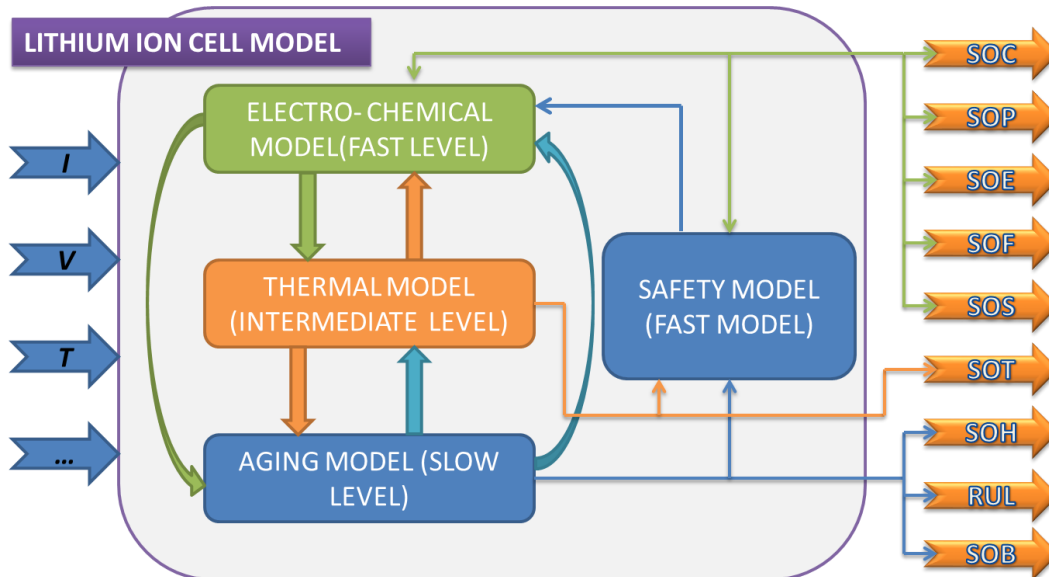 LITHIUM ION CELL MODEL
ELECTRO- CHEMICAL
MODEL(FAST LEVEL)
THERMAL MODEL
(INTERMEDIATE LEVEL)
AGING MODEL (SLOW
LEVEL)
SAFETY MODEL
(FAST MODEL)
I
V
T
...
SOC
SOP
SOE
SOF
SOS
SOT
SOH
RUL
SOB